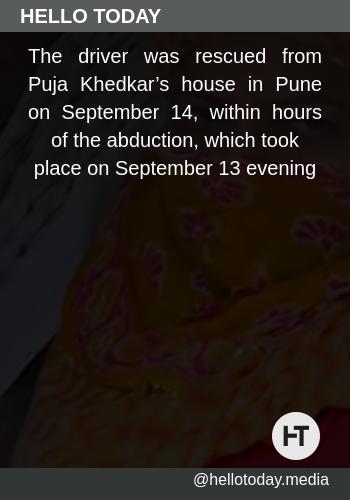 HELLO TODAY
The driver was rescued from
Puja Khedkar’s house in Pune
on September 14, within hours
of the abduction, which took
place on September 13 evening
HT
@hellotoday.media